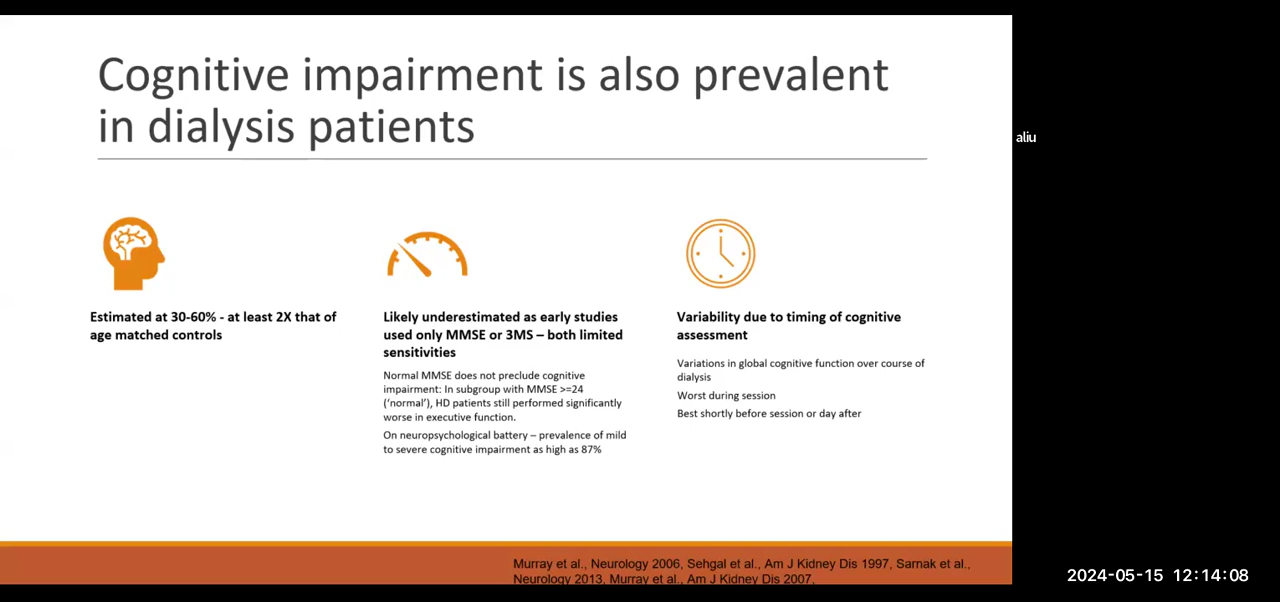 Cognitive impairment is also prevalent
in dialysis patients
aliu
Estimated at 30-60% - at least 2X that of
age matched controls
Likely underestimated as early studies
used only MMSE or 3MS – both limited
sensitivities
Normal MMSE does not preclude cognitive
impairment: In subgroup with MMSE >=24
(‘normal’), HD patients still performed significantly
worse in executive function.
On neuropsychological battery – prevalence of mild
to severe cognitive impairment as high as 87%
Variability due to timing of cognitive
assessment
Variations in global cognitive function over course of
dialysis
Worst during session
Best shortly before session or day after
Murray et al., Neurology 2006, Sehgal et al., Am J Kidney Dis 1997, Sarnak et al.,
Neurology 2013, Murray et al., Am J Kidney Dis 2007,
2024-05-15 12:14:08